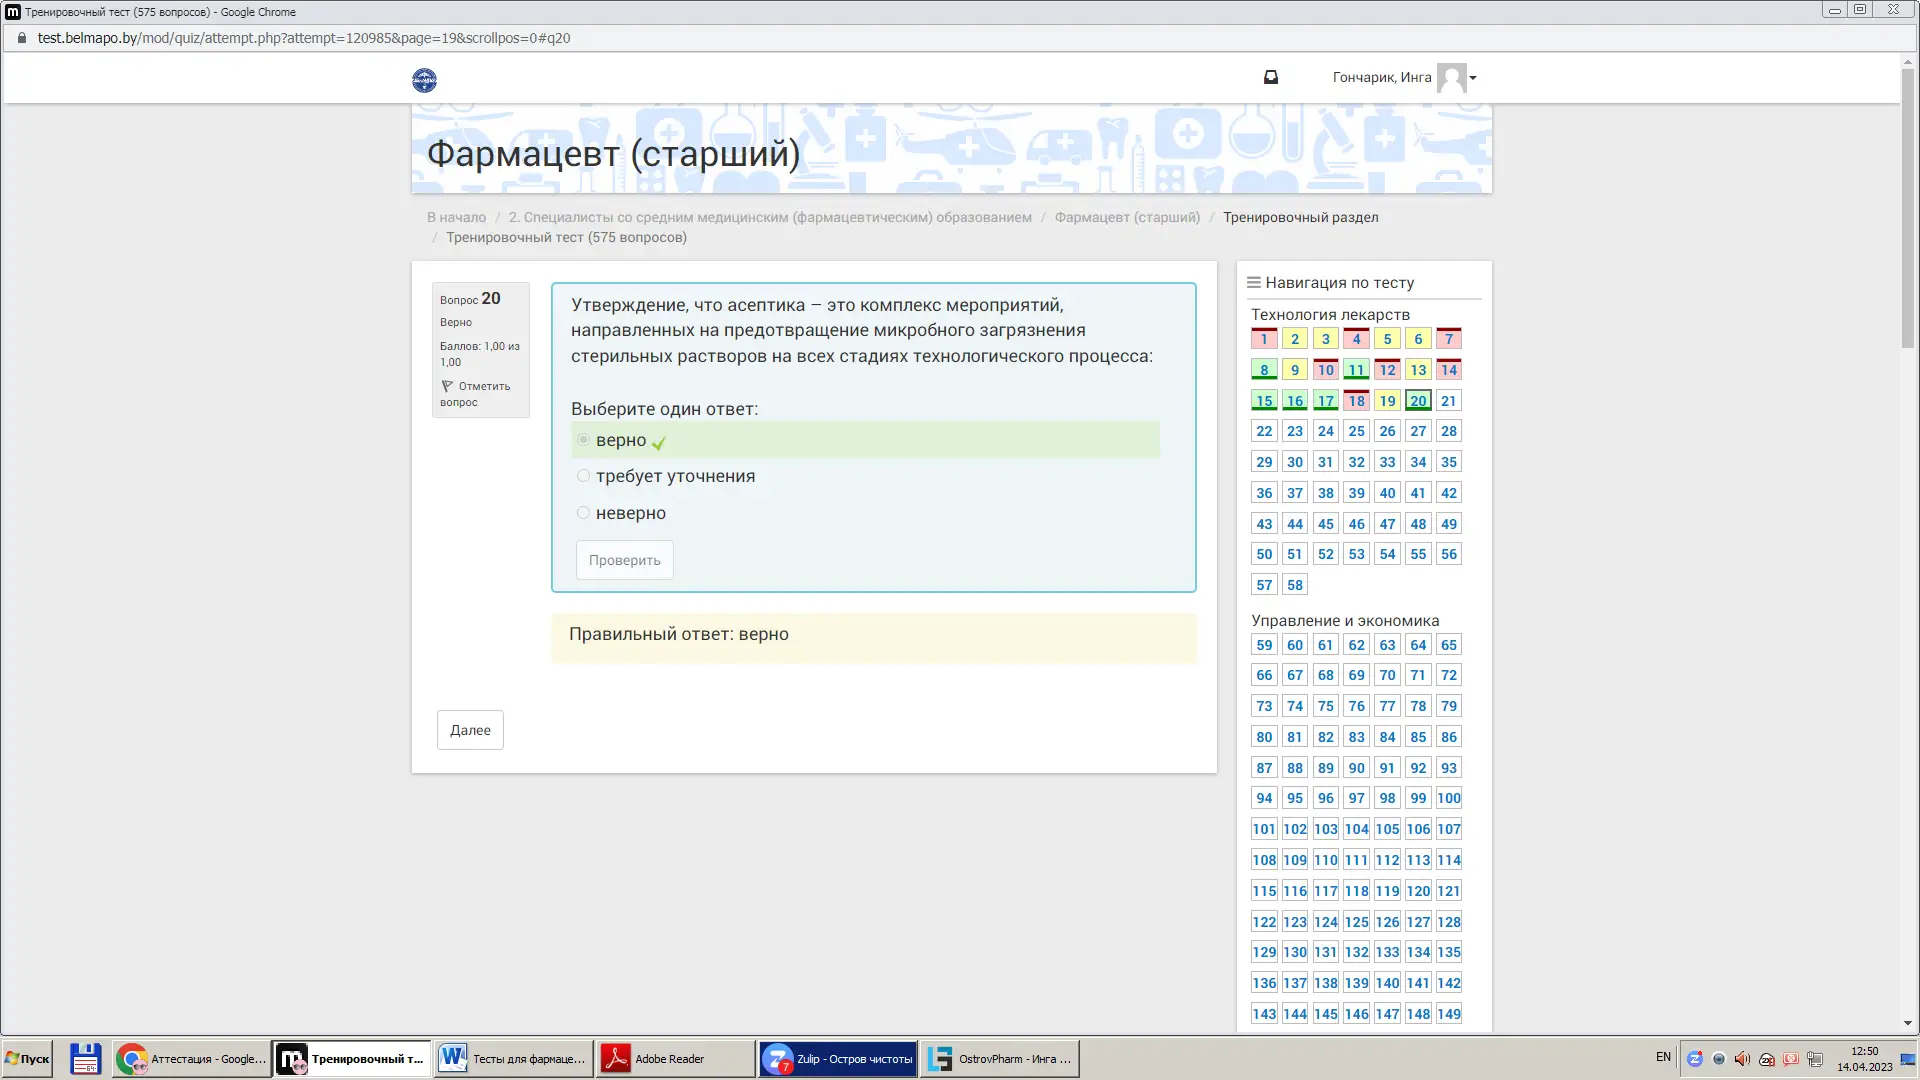 Тренировочный тест (575 вопросов) - Google Chrome
test.belmapo.by/mod/quiz/attempt.php?attempt=120985&page=19&scrollpos=0#q20
Гончарик, Инга
Фармацевт (старший)
В начало / 2. Специалисты со средним медицинским (фармацевтическим) образованием / Фармацевт (старший) / Тренировочный раздел
/ Тренировочный тест (575 вопросов)
Вопрос 20
Верно
Баллов: 1,00 из
1,00
Отметить
вопрос
Утверждение, что асептика – это комплекс мероприятий,
направленных на предотвращение микробного загрязнения
стерильных растворов на всех стадиях технологического процесса:
Выберите один ответ:
верно
требует уточнения
неверно
Проверить
Правильный ответ: верно
Далее
Навигация по тесту
Технология лекарств
1 2 3 4 5 6 7
8 9 10 11 12 13 14
15 16 17 18 19 20 21
22 23 24 25 26 27 28
29 30 31 32 33 34 35
36 37 38 39 40 41 42
43 44 45 46 47 48 49
50 51 52 53 54 55 56
57 58
Управление и экономика
59 60 61 62 63 64 65
66 67 68 69 70 71 72
73 74 75 76 77 78 79
80 81 82 83 84 85 86
87 88 89 90 91 92 93
94 95 96 97 98 99 100
101 102 103 104 105 106 107
108 109 110 111 112 113 114
115 116 117 118 119 120 121
122 123 124 125 126 127 128
129 130 131 132 133 134 135
136 137 138 139 140 141 142
143 144 145 146 147 148 149
Пуск
Аттестация - Google...
Тренировочный т...
Тесты для фармаце...
Adobe Reader
7
Zulip - Остров чистоты
OstrovPharm - Инга ...
EN
12:50
14.04.2023